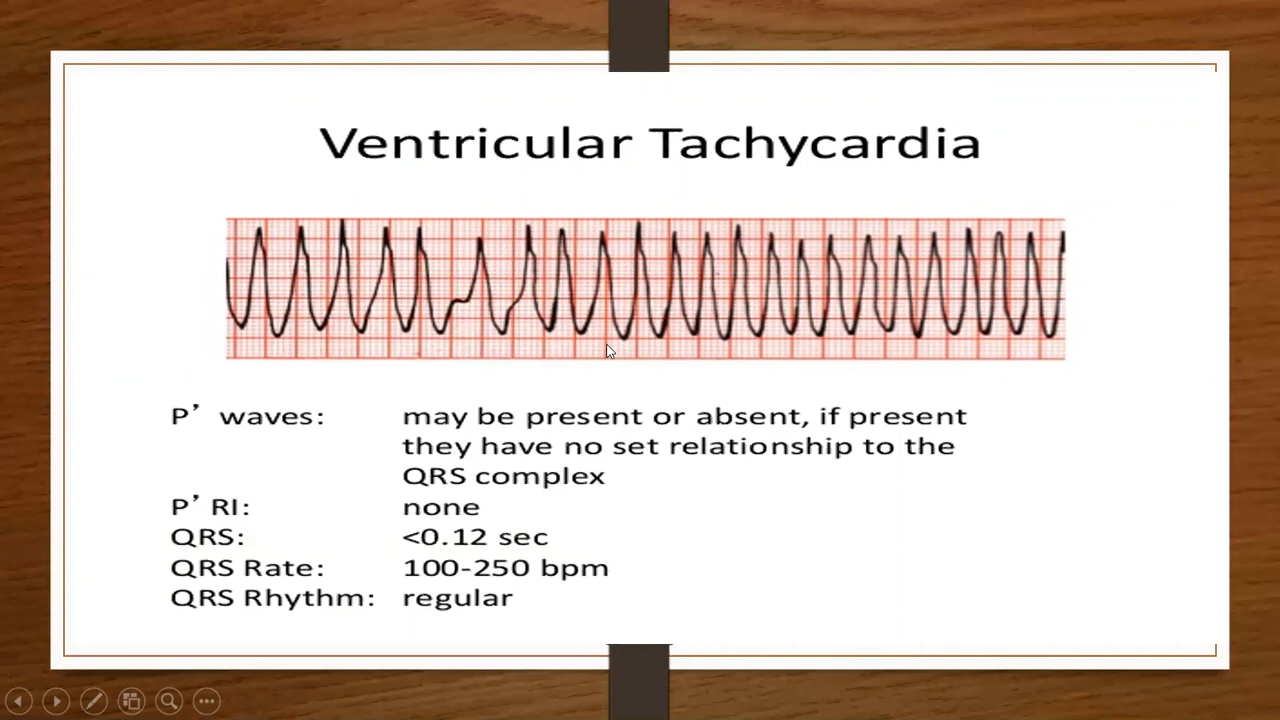 Ventricular Tachycardia
P’ waves: may be present or absent, if present
they have no set relationship to the
QRS complex
P’ RI: none
QRS: <0.12 sec
QRS Rate: 100-250 bpm
QRS Rhythm: regular